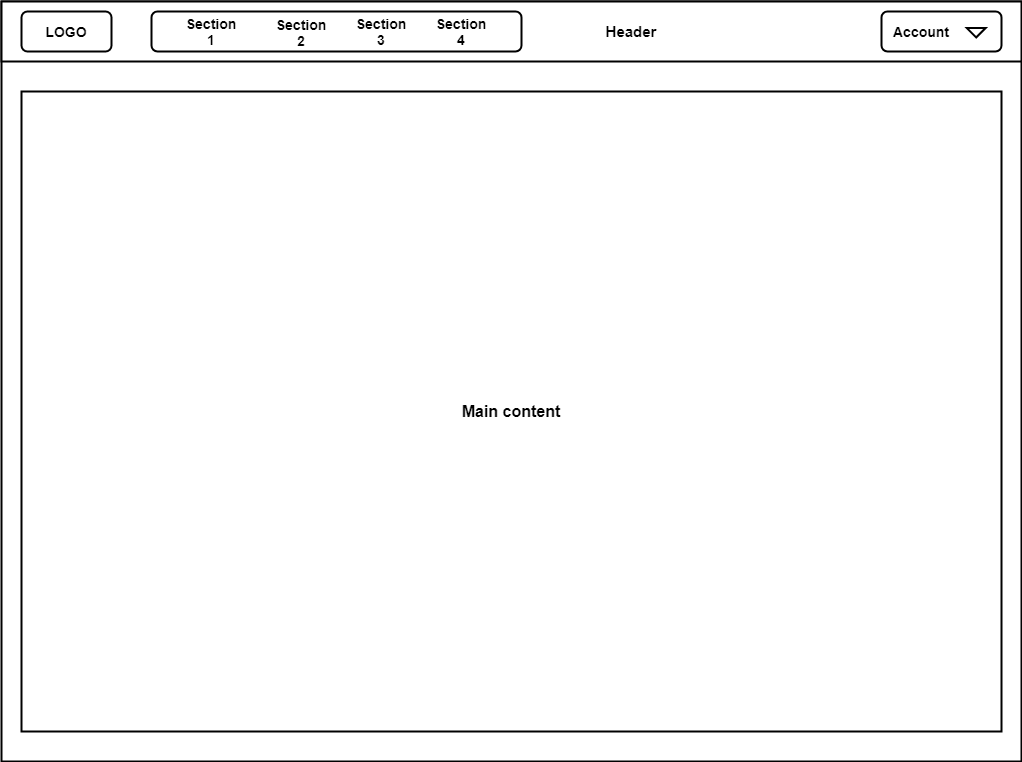 LOGO
Section
1
Section
2
Section
3
Section
4
Header
Account
Main content